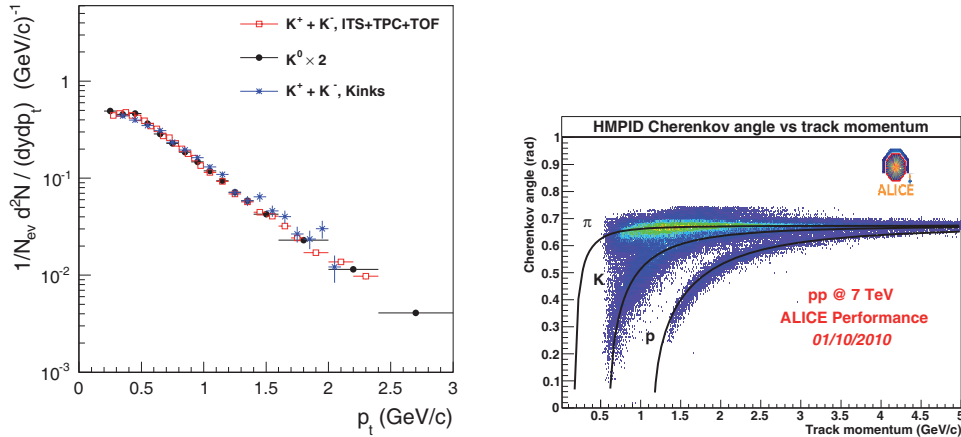 1/N_ev d²N / (dydp_t) (GeV/c)⁻¹
K⁺ + K⁻, ITS+TPC+TOF
K⁰ × 2
K⁺ + K⁻, Kinks
1
10⁻¹
10⁻²
10⁻³
0 0.5 1 1.5 2 2.5 3
p_t (GeV/c)
HMPID Cherenkov angle vs track momentum
Cherenkov angle (rad)
1
0.9
0.8
0.7
0.6
0.5
0.4
0.3
0.2
0.1
0
ALICE
π
K
p
pp @ 7 TeV
ALICE Performance
01/10/2010
0.5 1 1.5 2 2.5 3 3.5 4 4.5 5
Track momentum (GeV/c)